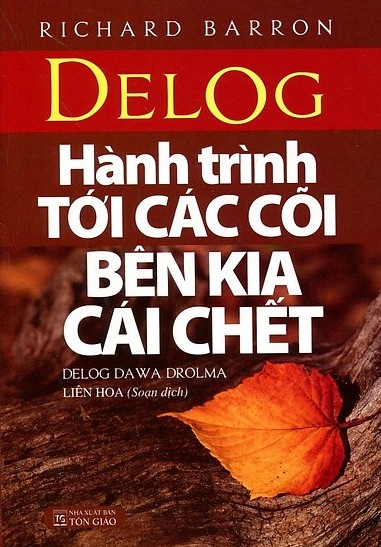 RICHARD BARRON
DELOG
Hành trình
TỚI CÁC CÕI
BÊN KIA
CÁI CHẾT
DELOG DAWA DROLMA
LIÊN HOA (Soạn dịch)
TG
NHÀ XUẤT BẢN
TÔN GIÁO